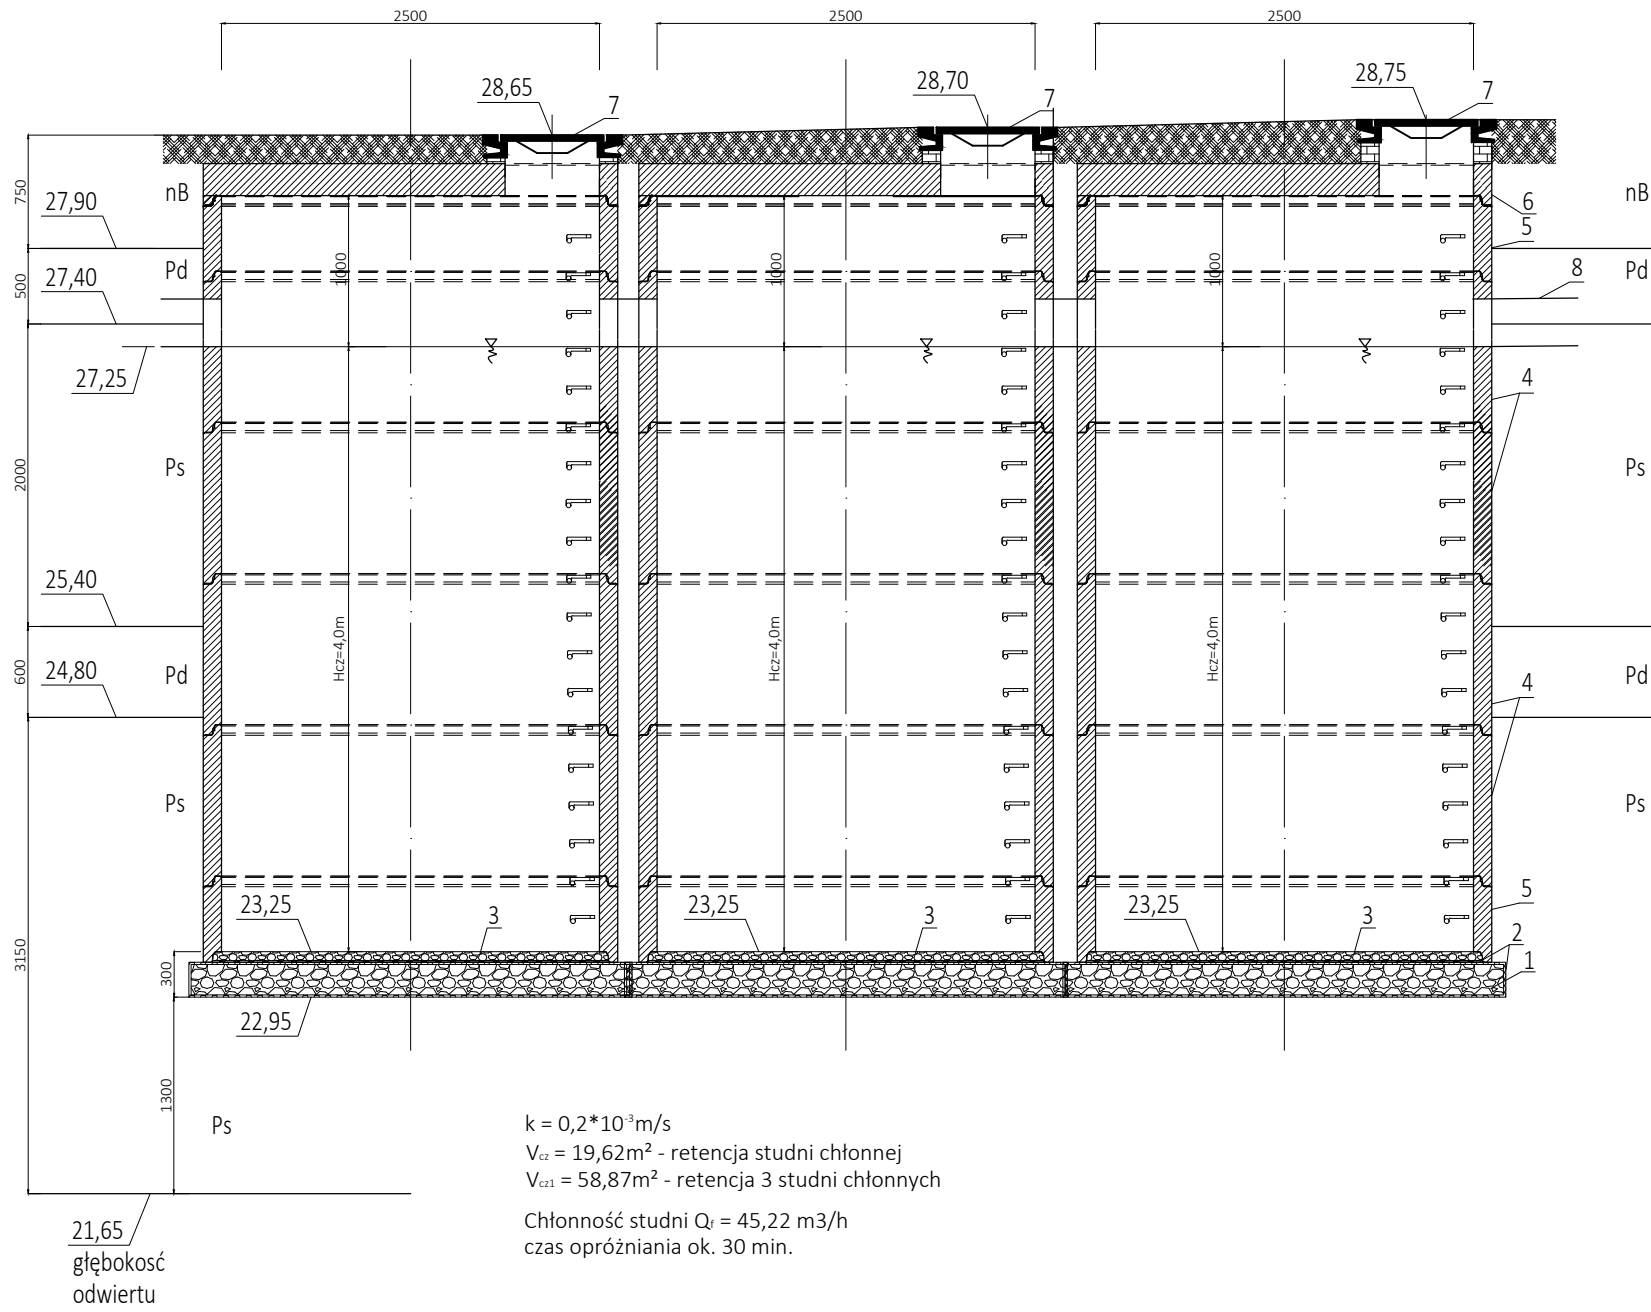 2500 2500 2500
28,65 7 28,70 7 28,75 7
750
27,90 nB nB
6
5
500
27,40 Pd 1000 1000 1000 Pd
8
27,25
4
2000
Ps Ps
25,40
600
24,80 Pd Hcz=4,0m Hcz=4,0m Hcz=4,0m Pd
4
Ps Ps
3150
23,25 3 23,25 3 23,25 3
5
2
1
300
22,95
1300
Ps
k = 0,2*10⁻³m/s
Vcz = 19,62m² - retencja studni chłonnej
Vcz1 = 58,87m² - retencja 3 studni chłonnych
Chłonność studni Qf = 45,22 m3/h
czas opróżniania ok. 30 min.
21,65
głębokosć
odwiertu